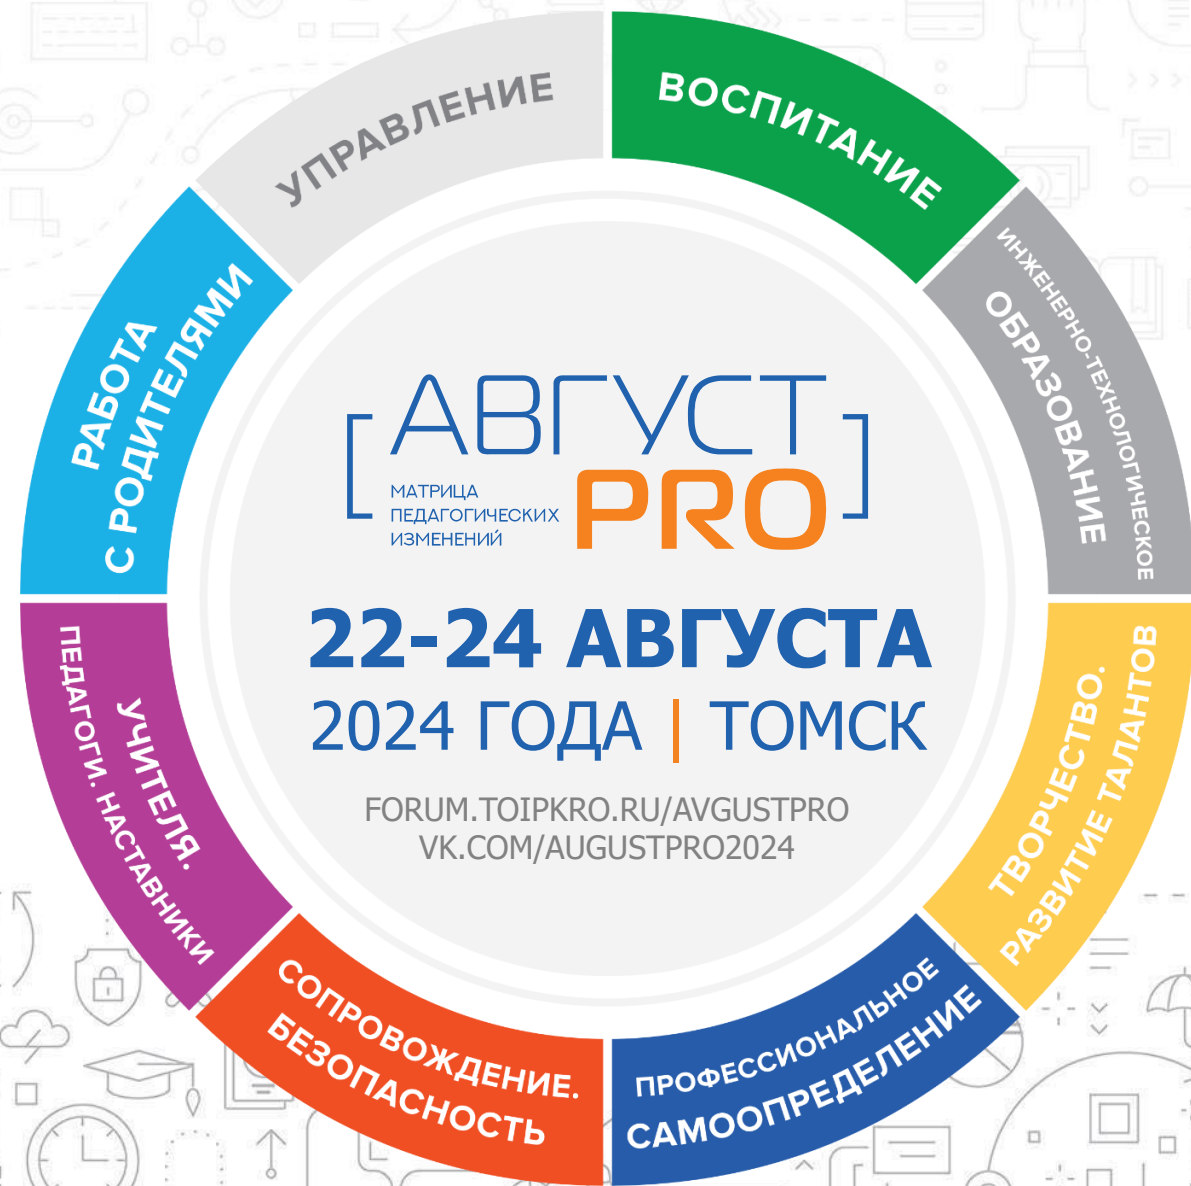 УПРАВЛЕНИЕ
ВОСПИТАНИЕ
ИНЖЕНЕРНО-ТЕХНОЛОГИЧЕСКОЕ
ОБРАЗОВАНИЕ
ТВОРЧЕСТВО.
РАЗВИТИЕ ТАЛАНТОВ
ПРОФЕССИОНАЛЬНОЕ
САМООПРЕДЕЛЕНИЕ
СОПРОВОЖДЕНИЕ.
БЕЗОПАСНОСТЬ
УЧИТЕЛЯ.
ПЕДАГОГИ. НАСТАВНИКИ
РАБОТА
С РОДИТЕЛЯМИ
[АВГУСТ
PRO]
МАТРИЦА
ПЕДАГОГИЧЕСКИХ
ИЗМЕНЕНИЙ
22-24 АВГУСТА
2024 ГОДА | ТОМСК
FORUM.TOIPKRO.RU/AVGUSTPRO
VK.COM/AUGUSTPRO2024